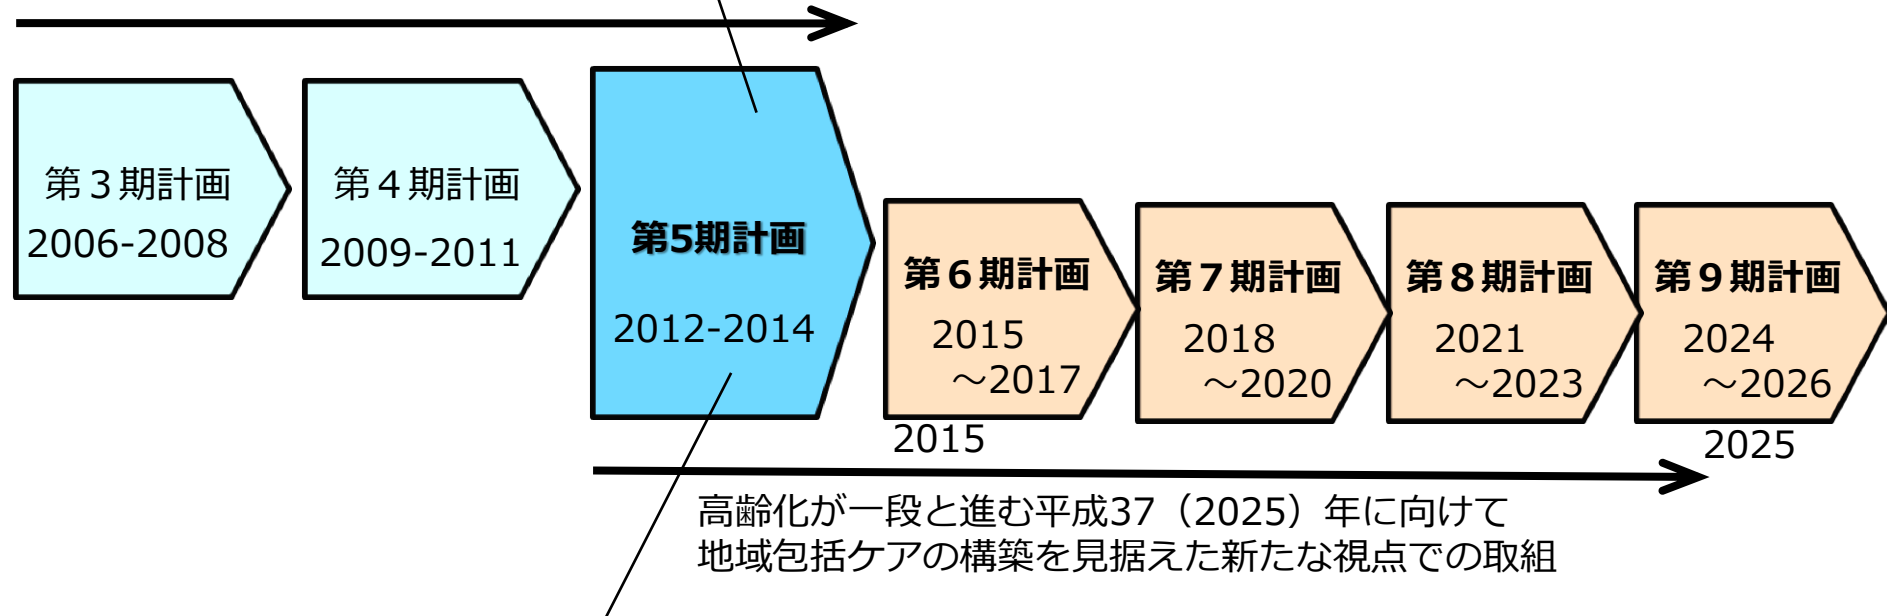 第３期計画
2006-2008
第４期計画
2009-2011
第5期計画
2012-2014
第６期計画
2015
～2017
第７期計画
2018
～2020
第８期計画
2021
～2023
第９期計画
2024
～2026
2015
2025
高齢化が一段と進む平成37（2025）年に向けて
地域包括ケアの構築を見据えた新たな視点での取組